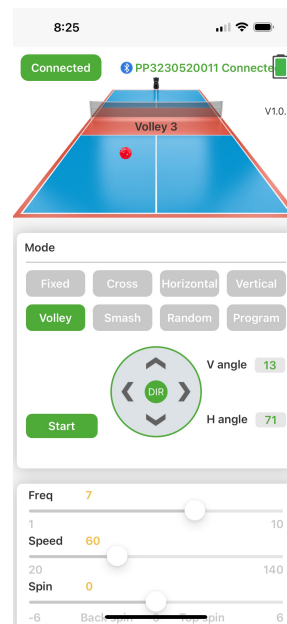 8:25
Connected
PP3230520011 Connecte
V1.0.
Volley 3
Mode
Fixed Cross Horizontal Vertical
Volley Smash Random Program
DIR
V angle 13
H angle 71
Start
Freq 7
1 10
Speed 60
20 140
Spin 0
-6 Back spin 0 Top spin 6